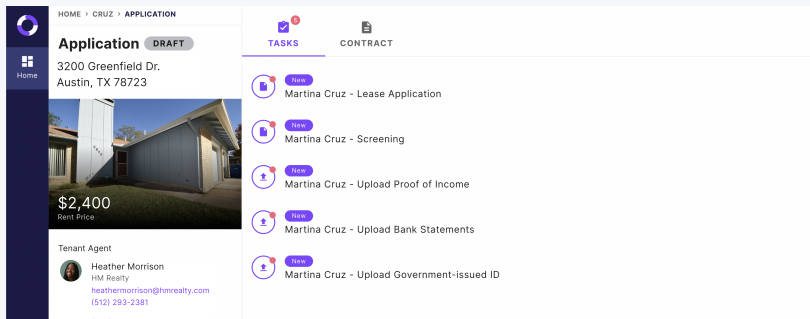 HOME > CRUZ > APPLICATION
Application DRAFT
3200 Greenfield Dr.
Austin, TX 78723
Home
$2,400
Rent Price
Tenant Agent
Heather Morrison
HM Realty
heathermorrison@hmrealty.com
(512) 293-2381
5
TASKS
CONTRACT
New
Martina Cruz - Lease Application
New
Martina Cruz - Screening
New
Martina Cruz - Upload Proof of Income
New
Martina Cruz - Upload Bank Statements
New
Martina Cruz - Upload Government-issued ID